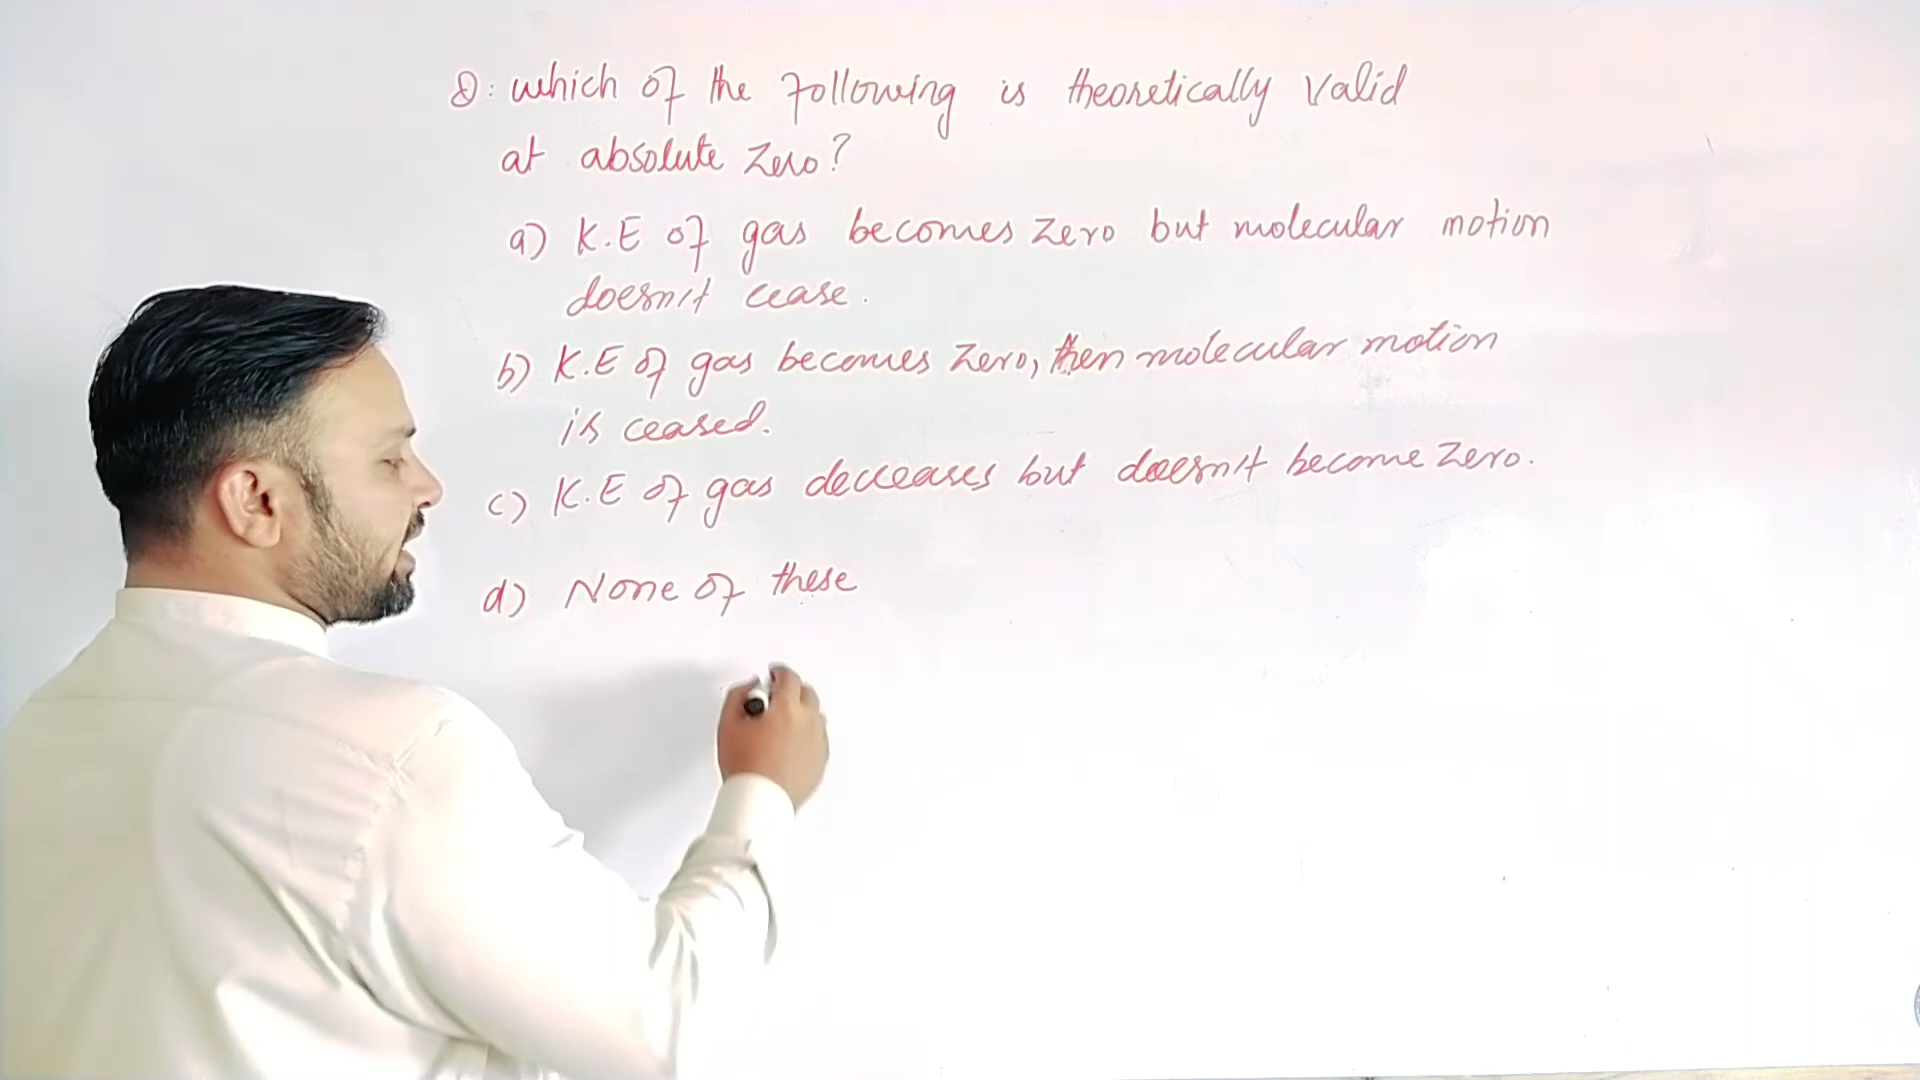 Q: which of the following is theoretically valid
at absolute zero?
a) K.E of gas becomes zero but molecular motion
doesn't cease.
b) K.E of gas becomes zero, then molecular motion
is ceased.
c) K.E of gas decreases but doesn't become zero.
d) None of these